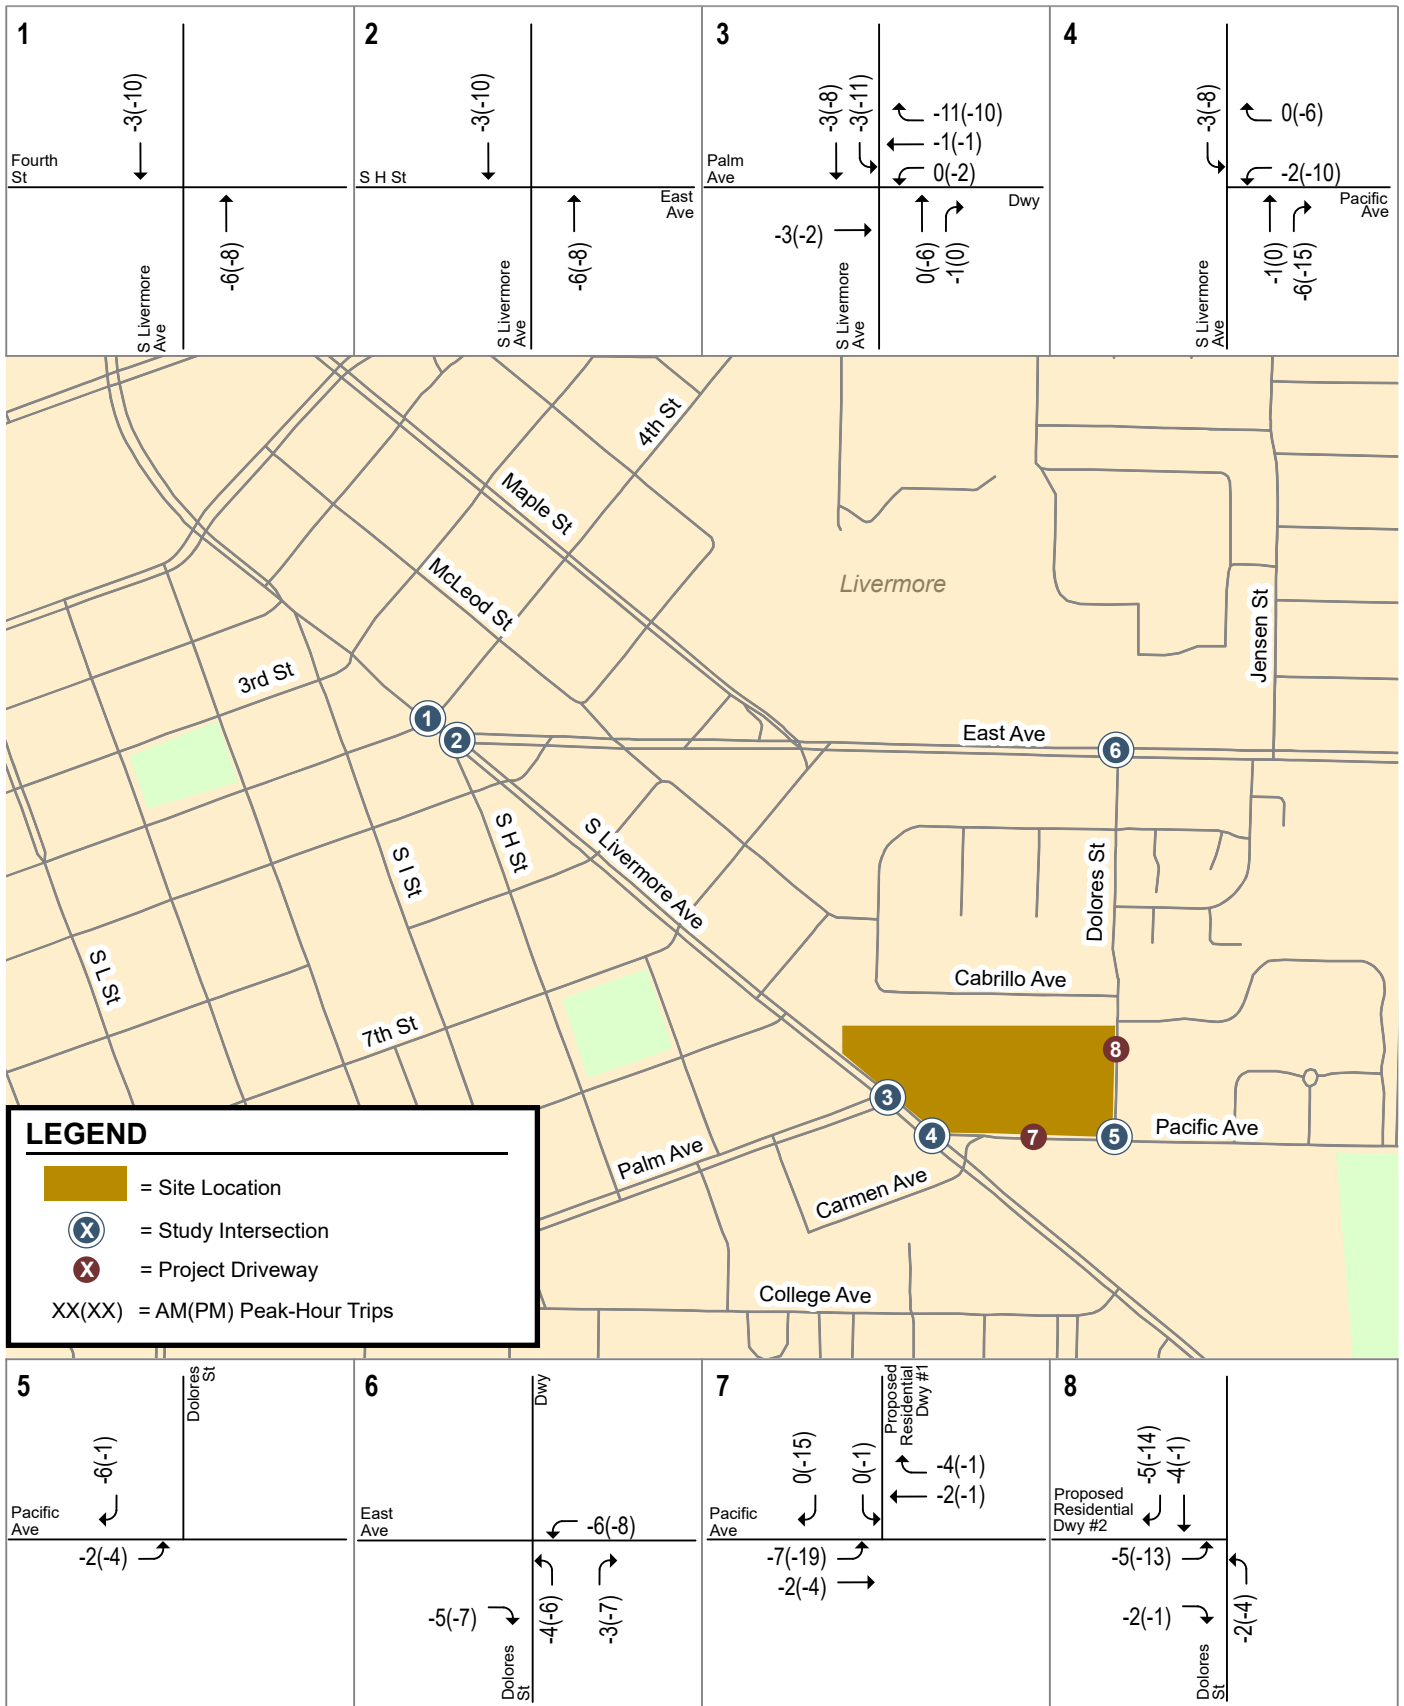 1
-3(-10)
Fourth
St
-6(-8)
S Livermore
Ave
2
-3(-10)
S H St
East
Ave
-6(-8)
S Livermore
Ave
3
-3(-8)
-3(-11)
-11(-10)
-1(-1)
0(-2)
Palm
Ave
Dwy
-3(-2)
0(-6)
-1(0)
S Livermore
Ave
4
-3(-8)
0(-6)
-2(-10)
Pacific
Ave
-1(0)
-6(-15)
S Livermore
Ave
4th St
Maple St
McLeod St
Livermore
Jensen St
3rd St
1
2
East Ave
6
S H St
S I St
S Livermore Ave
Dolores St
S L St
Cabrillo Ave
7th St
8
3
4
7
5
Pacific Ave
Palm Ave
Carmen Ave
College Ave
LEGEND
= Site Location
X = Study Intersection
X = Project Driveway
XX(XX) = AM(PM) Peak-Hour Trips
5
Dolores
St
-6(-1)
Pacific
Ave
-2(-4)
6
Dwy
East
Ave
-6(-8)
-5(-7)
-4(-6)
-3(-7)
Dolores
St
7
Proposed
Residential
Dwy #1
0(-15)
0(-1)
-4(-1)
-2(-1)
Pacific
Ave
-7(-19)
-2(-4)
8
-5(-14)
-4(-1)
Proposed
Residential
Dwy #2
-5(-13)
-2(-1)
-2(-4)
Dolores
St